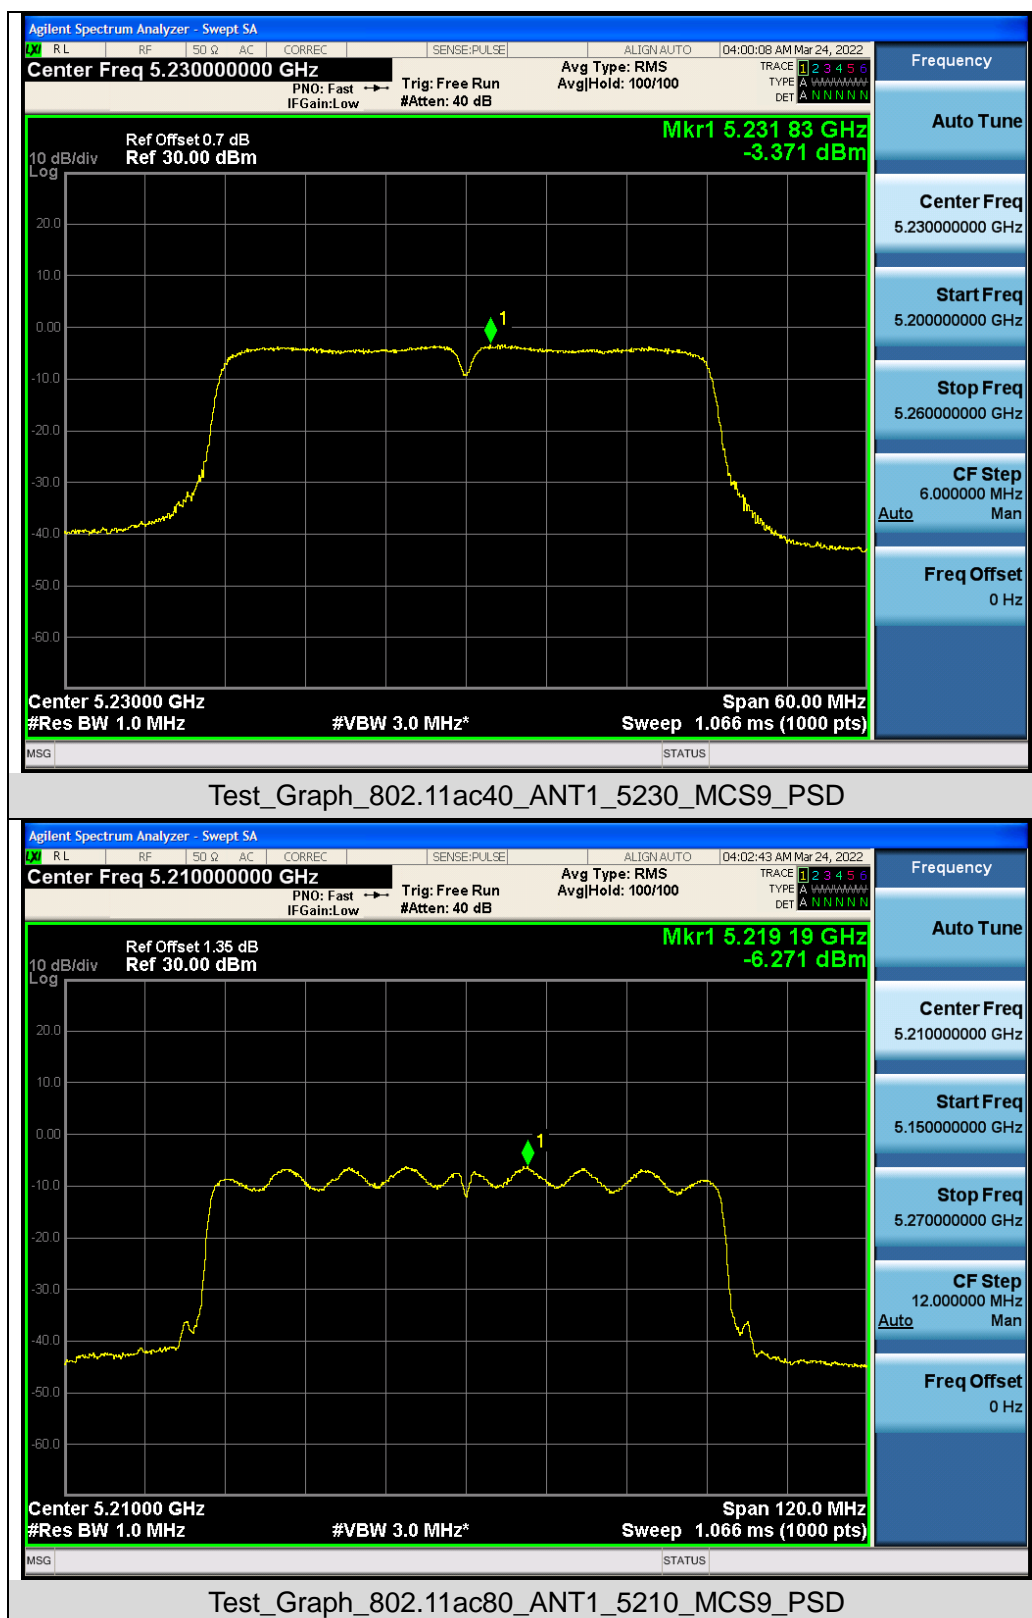 Agilent Spectrum Analyzer - Swept SA
LXI RL RF 50 Ω AC CORREC SENSE:PULSE ALIGN AUTO 04:00:08 AM Mar 24, 2022
Center Freq 5.230000000 GHz
PNO: Fast
IFGain:Low
Trig: Free Run
#Atten: 40 dB
Avg Type: RMS
Avg|Hold: 100/100
TRACE 1 2 3 4 5 6
TYPE A WWWWW
DET A N N N N N
Frequency
Auto Tune
Center Freq
5.230000000 GHz
Start Freq
5.200000000 GHz
Stop Freq
5.260000000 GHz
CF Step
6.000000 MHz
Auto Man
Freq Offset
0 Hz
Mkr1 5.231 83 GHz
-3.371 dBm
Ref Offset 0.7 dB
10 dB/div Ref 30.00 dBm
Log
20.0
10.0
0.00
-10.0
-20.0
-30.0
-40.0
-50.0
-60.0
1
Center 5.23000 GHz Span 60.00 MHz
#Res BW 1.0 MHz #VBW 3.0 MHz* Sweep 1.066 ms (1000 pts)
MSG STATUS
Test_Graph_802.11ac40_ANT1_5230_MCS9_PSD
Agilent Spectrum Analyzer - Swept SA
LXI RL RF 50 Ω AC CORREC SENSE:PULSE ALIGN AUTO 04:02:43 AM Mar 24, 2022
Center Freq 5.210000000 GHz
PNO: Fast
IFGain:Low
Trig: Free Run
#Atten: 40 dB
Avg Type: RMS
Avg|Hold: 100/100
TRACE 1 2 3 4 5 6
TYPE A WWWWW
DET A N N N N N
Frequency
Auto Tune
Center Freq
5.210000000 GHz
Start Freq
5.150000000 GHz
Stop Freq
5.270000000 GHz
CF Step
12.000000 MHz
Auto Man
Freq Offset
0 Hz
Mkr1 5.219 19 GHz
-6.271 dBm
Ref Offset 1.35 dB
10 dB/div Ref 30.00 dBm
Log
20.0
10.0
0.00
-10.0
-20.0
-30.0
-40.0
-50.0
-60.0
1
Center 5.21000 GHz Span 120.0 MHz
#Res BW 1.0 MHz #VBW 3.0 MHz* Sweep 1.066 ms (1000 pts)
MSG STATUS
Test_Graph_802.11ac80_ANT1_5210_MCS9_PSD